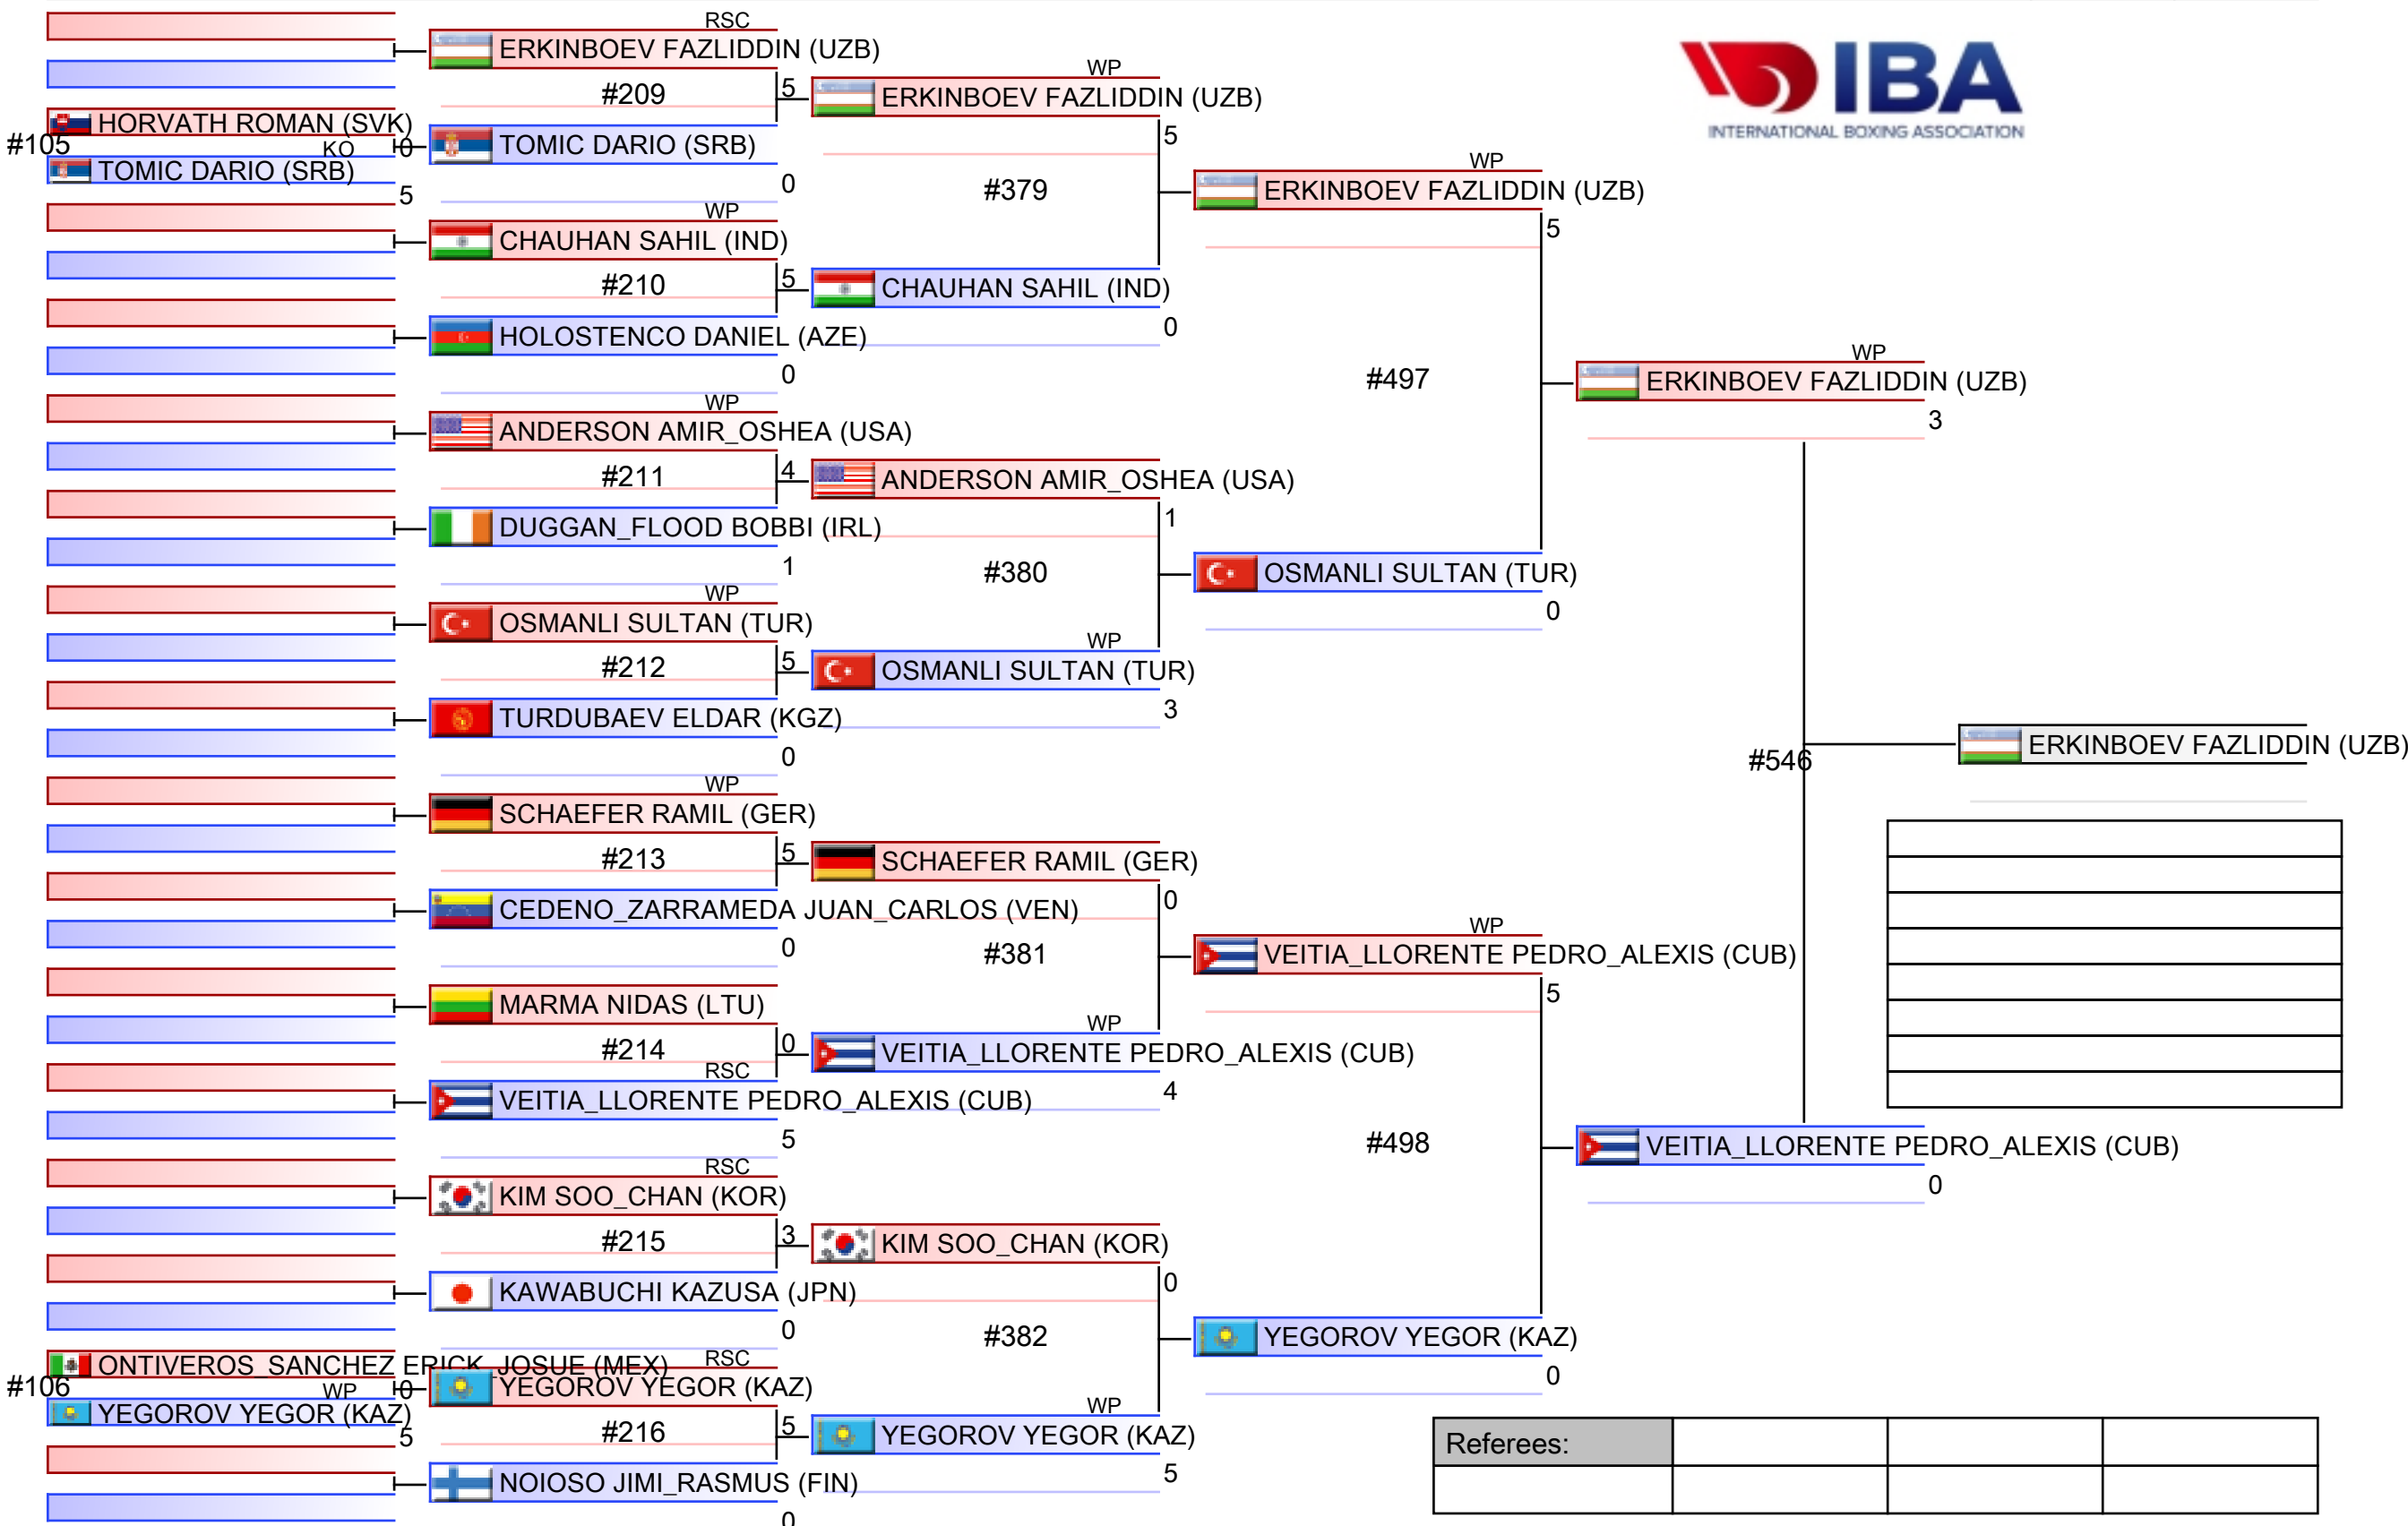 IBA
INTERNATIONAL BOXING ASSOCIATION
#105
HORVATH ROMAN (SVK)
0
KO
TOMIC DARIO (SRB)
5
#106
ONTIVEROS_SANCHEZ ERICK_JOSUE (MEX)
0
WP
YEGOROV YEGOR (KAZ)
5
RSC
ERKINBOEV FAZLIDDIN (UZB)
5
#209
TOMIC DARIO (SRB)
0
WP
CHAUHAN SAHIL (IND)
5
#210
HOLOSTENCO DANIEL (AZE)
0
WP
ANDERSON AMIR_OSHEA (USA)
4
#211
DUGGAN_FLOOD BOBBI (IRL)
1
WP
OSMANLI SULTAN (TUR)
5
#212
TURDUBAEV ELDAR (KGZ)
0
WP
SCHAEFER RAMIL (GER)
5
#213
CEDENO_ZARRAMEDA JUAN_CARLOS (VEN)
0
MARMA NIDAS (LTU)
0
#214
RSC
VEITIA_LLORENTE PEDRO_ALEXIS (CUB)
5
RSC
KIM SOO_CHAN (KOR)
3
#215
KAWABUCHI KAZUSA (JPN)
0
RSC
YEGOROV YEGOR (KAZ)
5
#216
NOIOSO JIMI_RASMUS (FIN)
0
WP
ERKINBOEV FAZLIDDIN (UZB)
5
#379
CHAUHAN SAHIL (IND)
0
ANDERSON AMIR_OSHEA (USA)
1
#380
WP
OSMANLI SULTAN (TUR)
3
SCHAEFER RAMIL (GER)
0
#381
WP
VEITIA_LLORENTE PEDRO_ALEXIS (CUB)
4
KIM SOO_CHAN (KOR)
0
#382
WP
YEGOROV YEGOR (KAZ)
5
WP
ERKINBOEV FAZLIDDIN (UZB)
5
#497
OSMANLI SULTAN (TUR)
0
WP
VEITIA_LLORENTE PEDRO_ALEXIS (CUB)
5
#498
YEGOROV YEGOR (KAZ)
0
WP
ERKINBOEV FAZLIDDIN (UZB)
3
#546
VEITIA_LLORENTE PEDRO_ALEXIS (CUB)
0
ERKINBOEV FAZLIDDIN (UZB)
Referees: